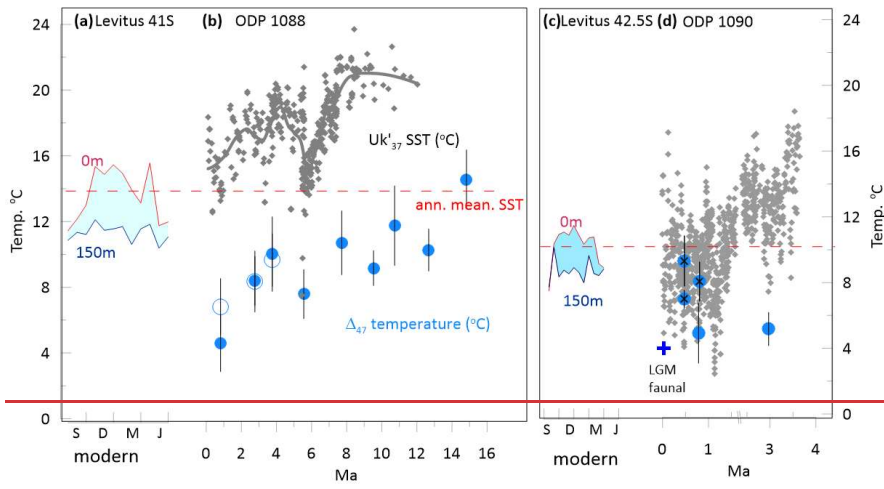 (a) Levitus 41S
(b) ODP 1088
(c) Levitus 42.5S
(d) ODP 1090
24
20
16
12
8
4
0
Temp. °C
0m
150m
S D M J
modern
Uk'37 SST (°C)
ann. mean. SST
Δ47 temperature (°C)
0 2 4 6 8 10 12 14 16
Ma
0m
150m
S D M J
modern
LGM
faunal
0 1 3 4
Ma
24
20
16
12
8
4
0
Temp. °C